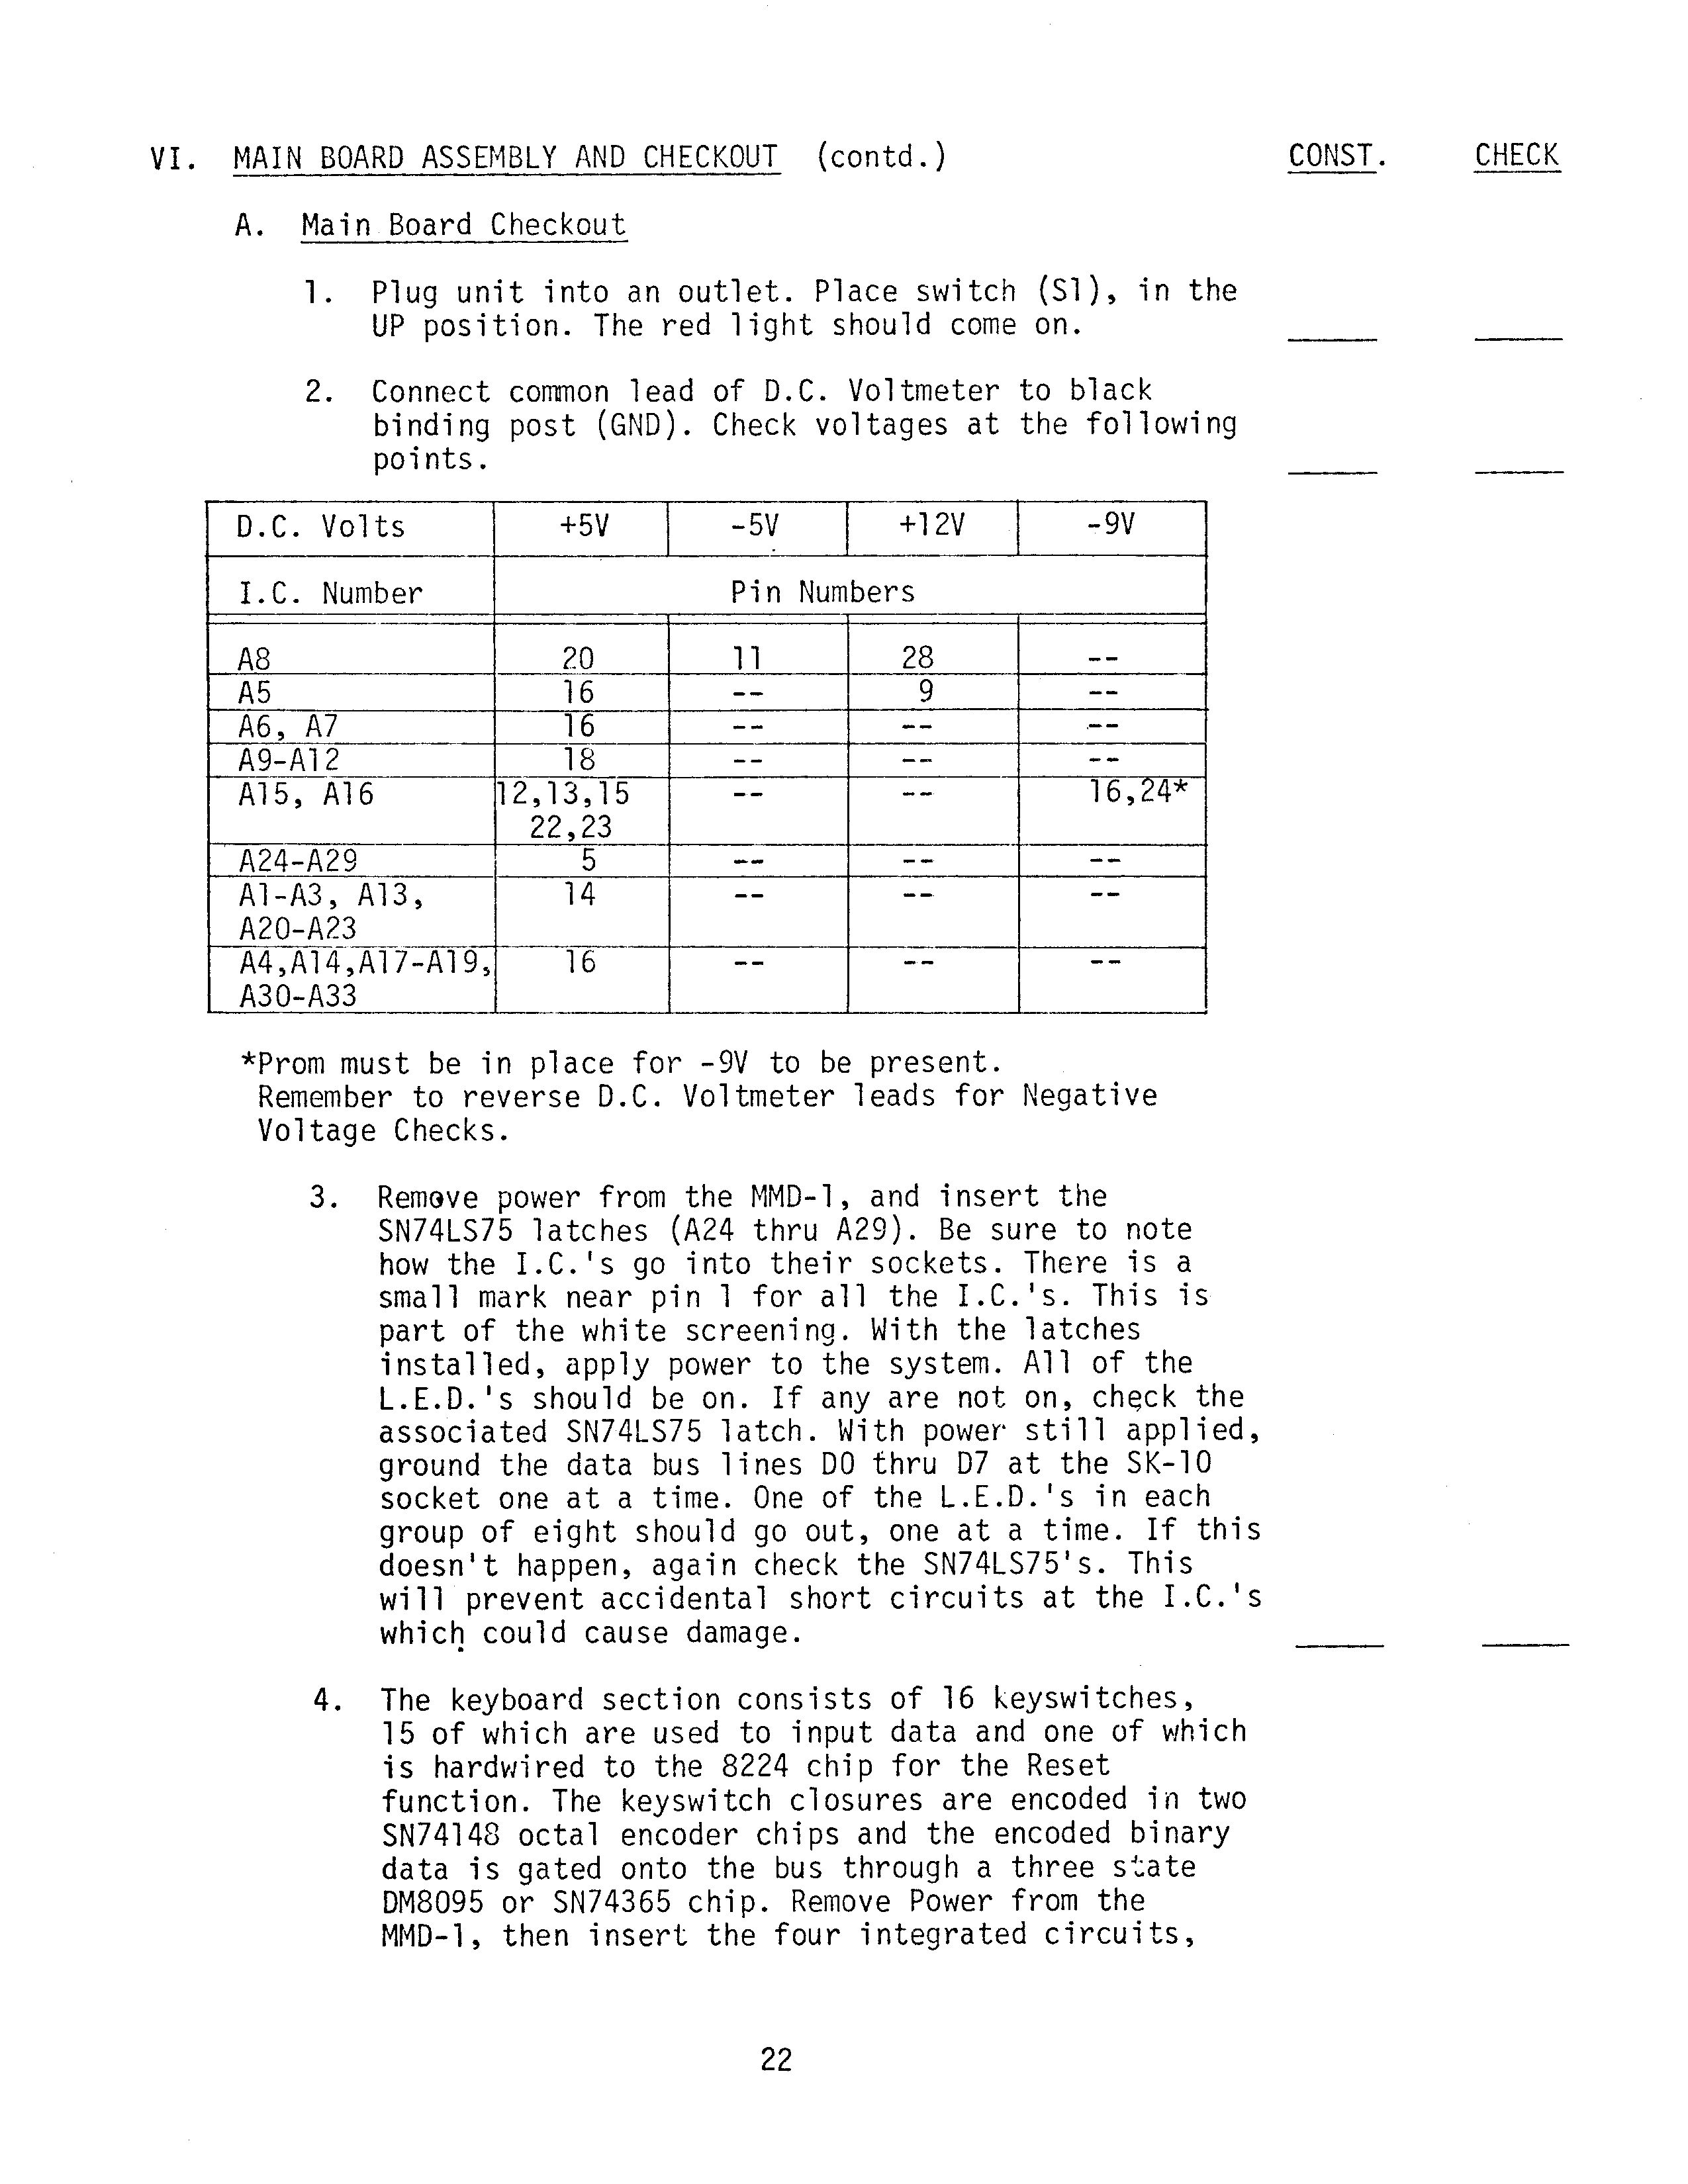 VI. MAIN BOARD ASSEMBLY AND CHECKOUT (contd.) CONST. CHECK
A. Main Board Checkout
1. Plug unit into an outlet. Place switch (S1), in the
UP position. The red light should come on.
2. Connect common lead of D.C. Voltmeter to black
binding post (GND). Check voltages at the following
points.
D.C. Volts +5V -5V +12V -9V
I.C. Number Pin Numbers
A8 20 11 28 --
A5 16 -- 9 --
A6, A7 16 -- -- --
A9-A12 18 -- -- --
A15, A16 12,13,15 -- -- 16,24*
22,23
A24-A29 5 -- -- --
A1-A3, A13, 14 -- -- --
A20-A23
A4,A14,A17-A19, 16 -- -- --
A30-A33
*Prom must be in place for -9V to be present.
Remember to reverse D.C. Voltmeter leads for Negative
Voltage Checks.
3. Remove power from the MMD-1, and insert the
SN74LS75 latches (A24 thru A29). Be sure to note
how the I.C.'s go into their sockets. There is a
small mark near pin 1 for all the I.C.'s. This is
part of the white screening. With the latches
installed, apply power to the system. All of the
L.E.D.'s should be on. If any are not on, check the
associated SN74LS75 latch. With power still applied,
ground the data bus lines D0 thru D7 at the SK-10
socket one at a time. One of the L.E.D.'s in each
group of eight should go out, one at a time. If this
doesn't happen, again check the SN74LS75's. This
will prevent accidental short circuits at the I.C.'s
which could cause damage.
4. The keyboard section consists of 16 keyswitches,
15 of which are used to input data and one of which
is hardwired to the 8224 chip for the Reset
function. The keyswitch closures are encoded in two
SN74148 octal encoder chips and the encoded binary
data is gated onto the bus through a three state
DM8095 or SN74365 chip. Remove Power from the
MMD-1, then insert the four integrated circuits,
22